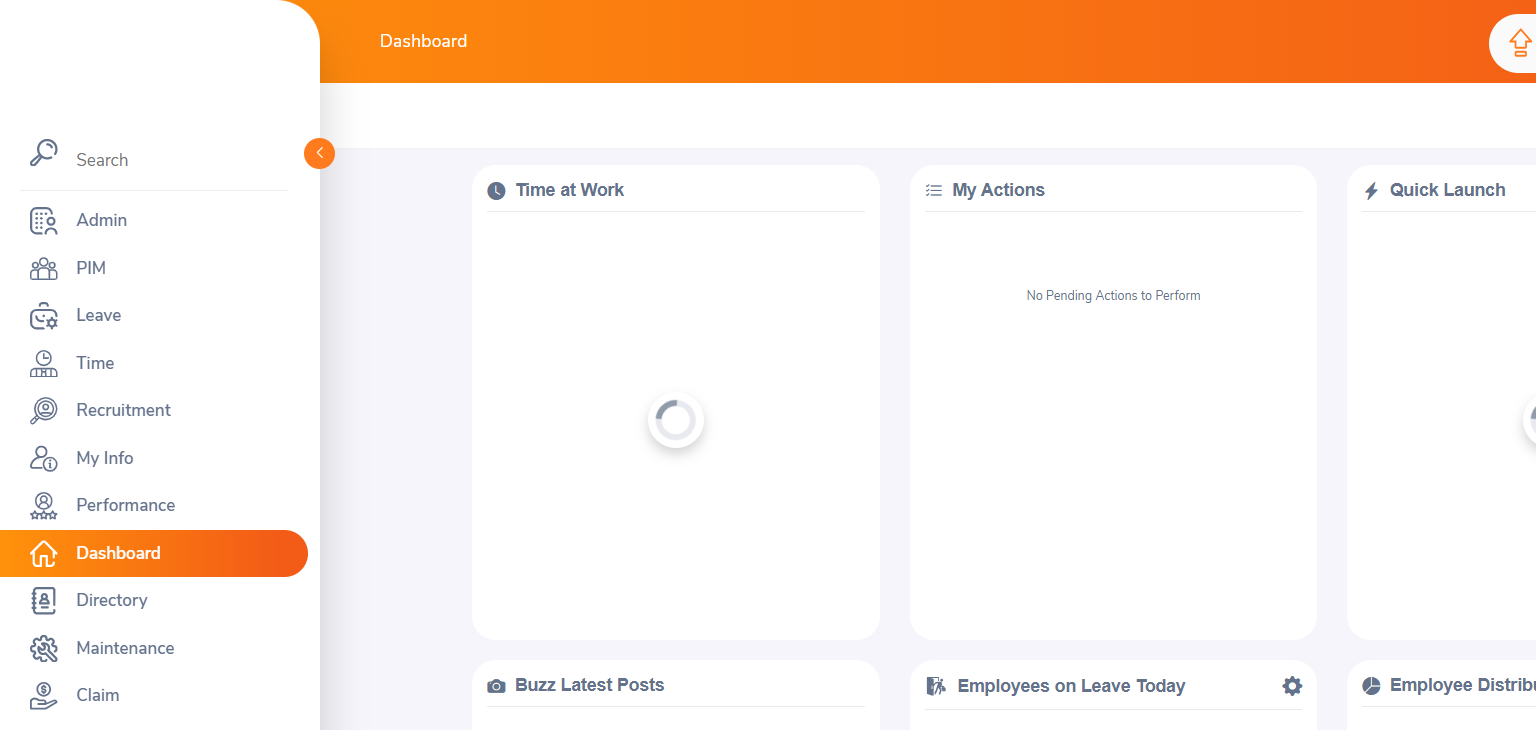 Dashboard
Search
Admin
PIM
Leave
Time
Recruitment
My Info
Performance
Dashboard
Directory
Maintenance
Claim
Time at Work
My Actions
No Pending Actions to Perform
Quick Launch
Buzz Latest Posts
Employees on Leave Today
Employee Distribu